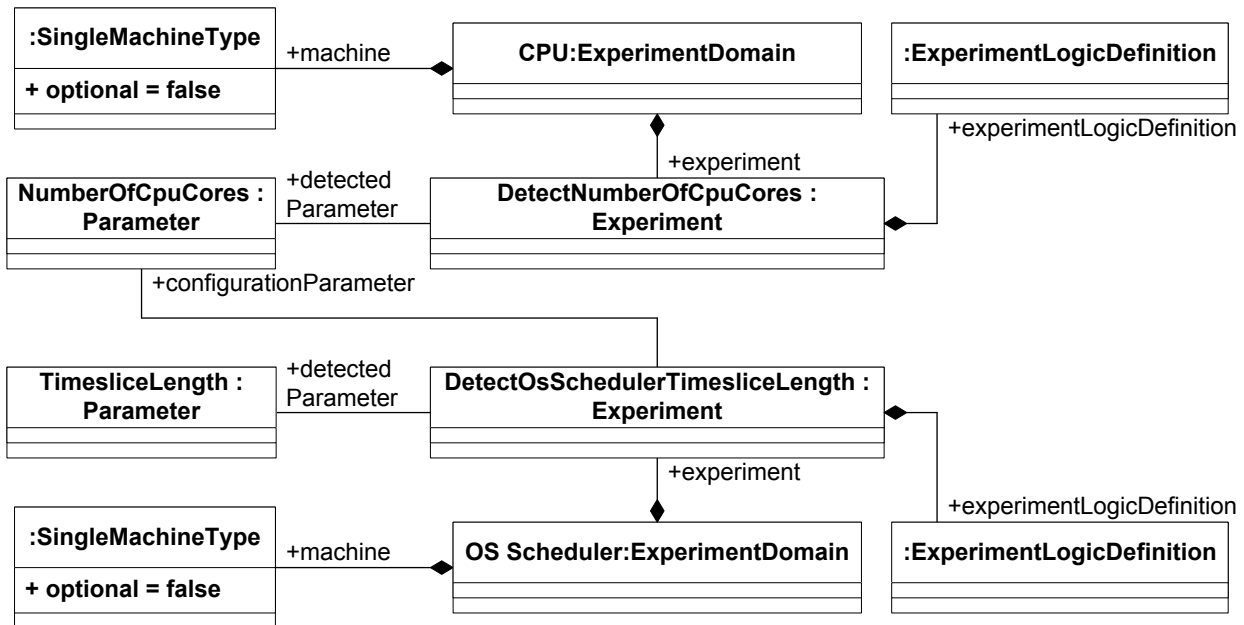 :SingleMachineType
+ optional = false
+machine
CPU:ExperimentDomain
:ExperimentLogicDefinition
+experimentLogicDefinition
+experiment
NumberOfCpuCores :
Parameter
+detected
Parameter
DetectNumberOfCpuCores :
Experiment
+configurationParameter
TimesliceLength :
Parameter
+detected
Parameter
DetectOsSchedulerTimesliceLength :
Experiment
+experiment
+experimentLogicDefinition
:SingleMachineType
+ optional = false
+machine
OS Scheduler:ExperimentDomain
:ExperimentLogicDefinition